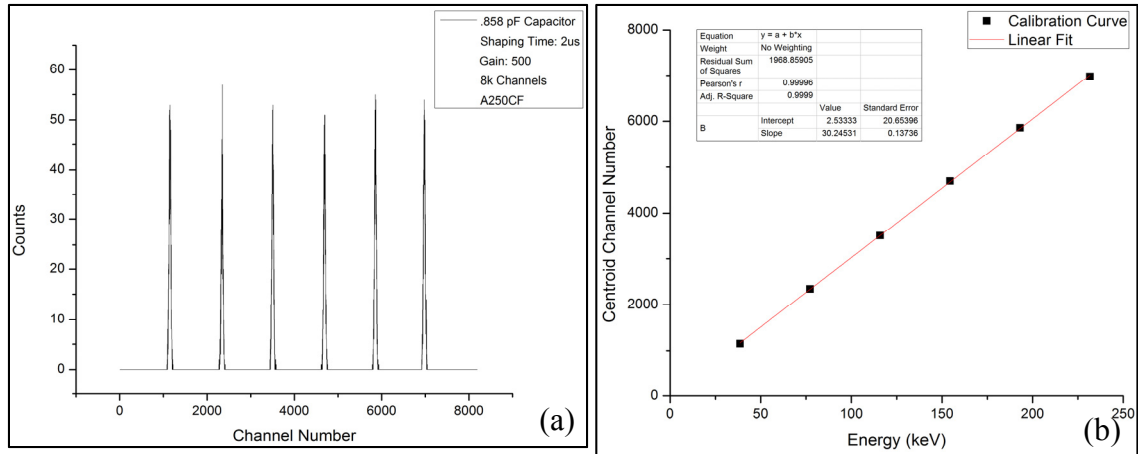 .858 pF Capacitor
Shaping Time: 2us
Gain: 500
8k Channels
A250CF
60
50
40
30
20
10
0
Counts
0 2000 4000 6000 8000
Channel Number
(a)
Calibration Curve
Linear Fit
Equation y = a + b*x
Weight No Weighting
Residual Sum of Squares 1968.85905
Pearson's r 0.99996
Adj. R-Square 0.9999
Value Standard Error
B Intercept 2.53333 20.65396
Slope 30.24531 0.13736
8000
6000
4000
2000
0
Centroid Channel Number
0 50 100 150 200 250
Energy (keV)
(b)